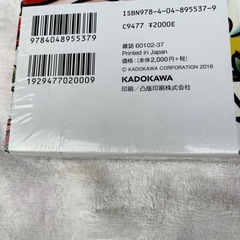 ISBN978-4-04-895537-9
C9477 ¥2000E
9784048955379
雑誌 60102-37
Printed in Japan
価格：(本体2,000円+税)
©KADOKAWA CORPORATION 2016
KADOKAWA
1929477020009
印刷／凸版印刷株式会社